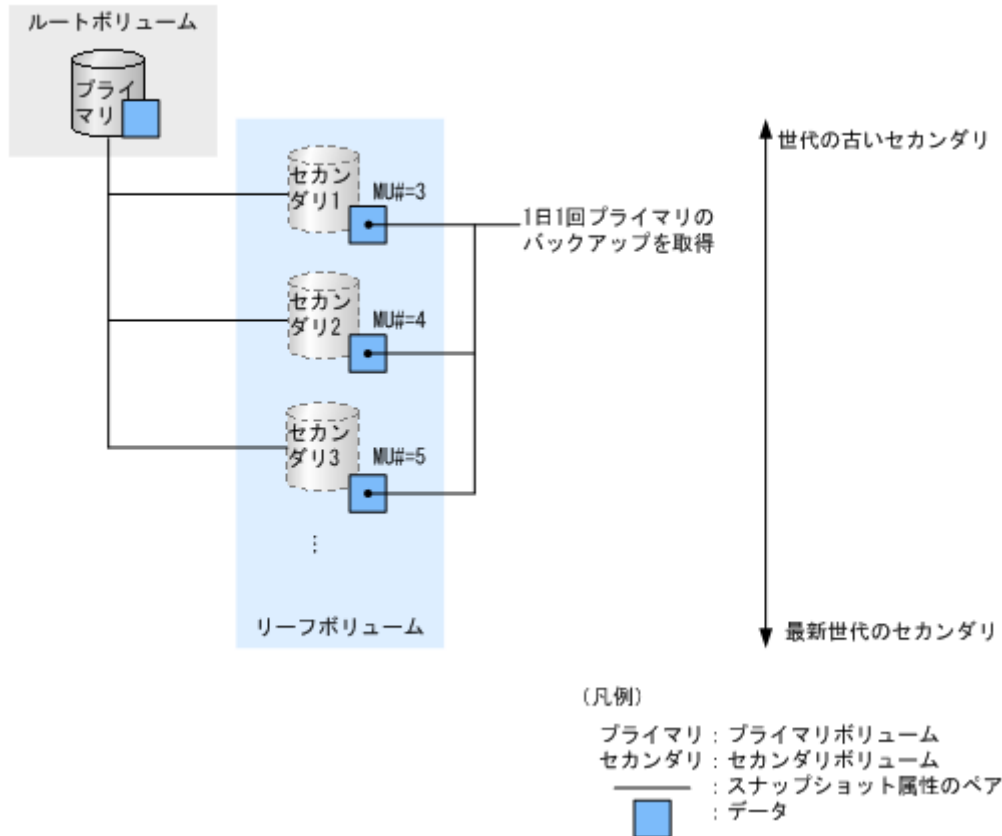 ルートボリューム
プライ
マリ
セカン
ダリ1
MU#=3
世代の古いセカンダリ
1日1回プライマリの
バックアップを取得
セカン
ダリ2
MU#=4
セカン
ダリ3
MU#=5
⋮
リーフボリューム
最新世代のセカンダリ
(凡例)
プライマリ : プライマリボリューム
セカンダリ : セカンダリボリューム
: スナップショット属性のペア
: データ